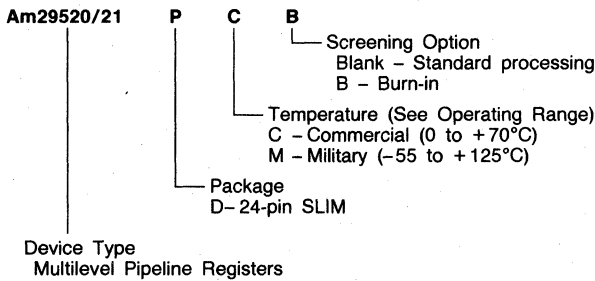 Am29520/21 P C B
Screening Option
Blank – Standard processing
B – Burn-in
Temperature (See Operating Range)
C – Commercial (0 to +70°C)
M – Military (–55 to +125°C)
Package
D – 24-pin SLIM
Device Type
Multilevel Pipeline Registers